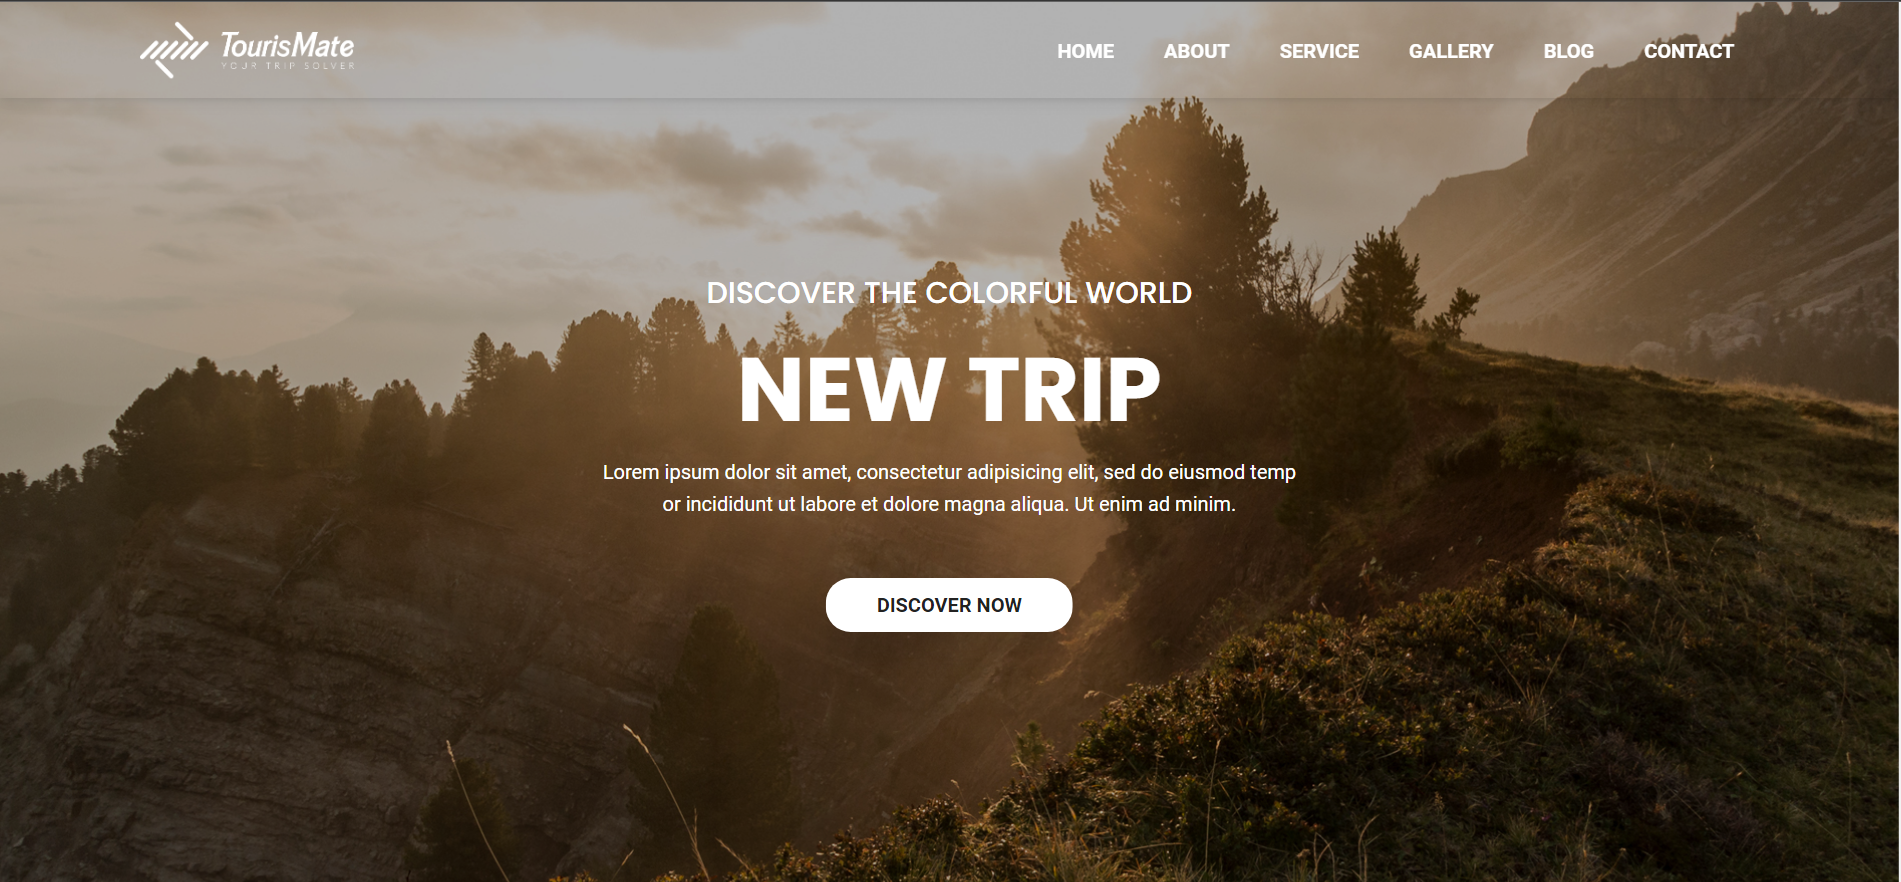 TourisMate
YOUR TRIP SOLVER
HOME ABOUT SERVICE GALLERY BLOG CONTACT
DISCOVER THE COLORFUL WORLD
NEW TRIP
Lorem ipsum dolor sit amet, consectetur adipisicing elit, sed do eiusmod temp
or incididunt ut labore et dolore magna aliqua. Ut enim ad minim.
DISCOVER NOW